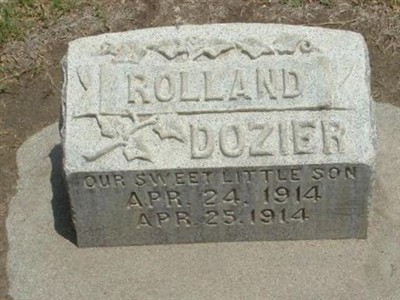 ROLLAND
DOZIER
OUR SWEET LITTLE SON
APR. 24. 1914
APR. 25. 1914